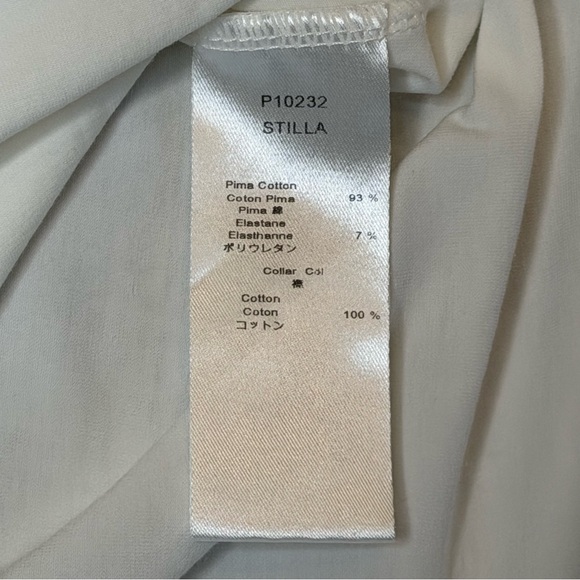 P10232
STILLA
Pima Cotton
Coton Pima 93 %
Pima 綿
Elastane
Elasthanne 7 %
ポリウレタン
Collar Col
襟
Cotton
Coton 100 %
コットン